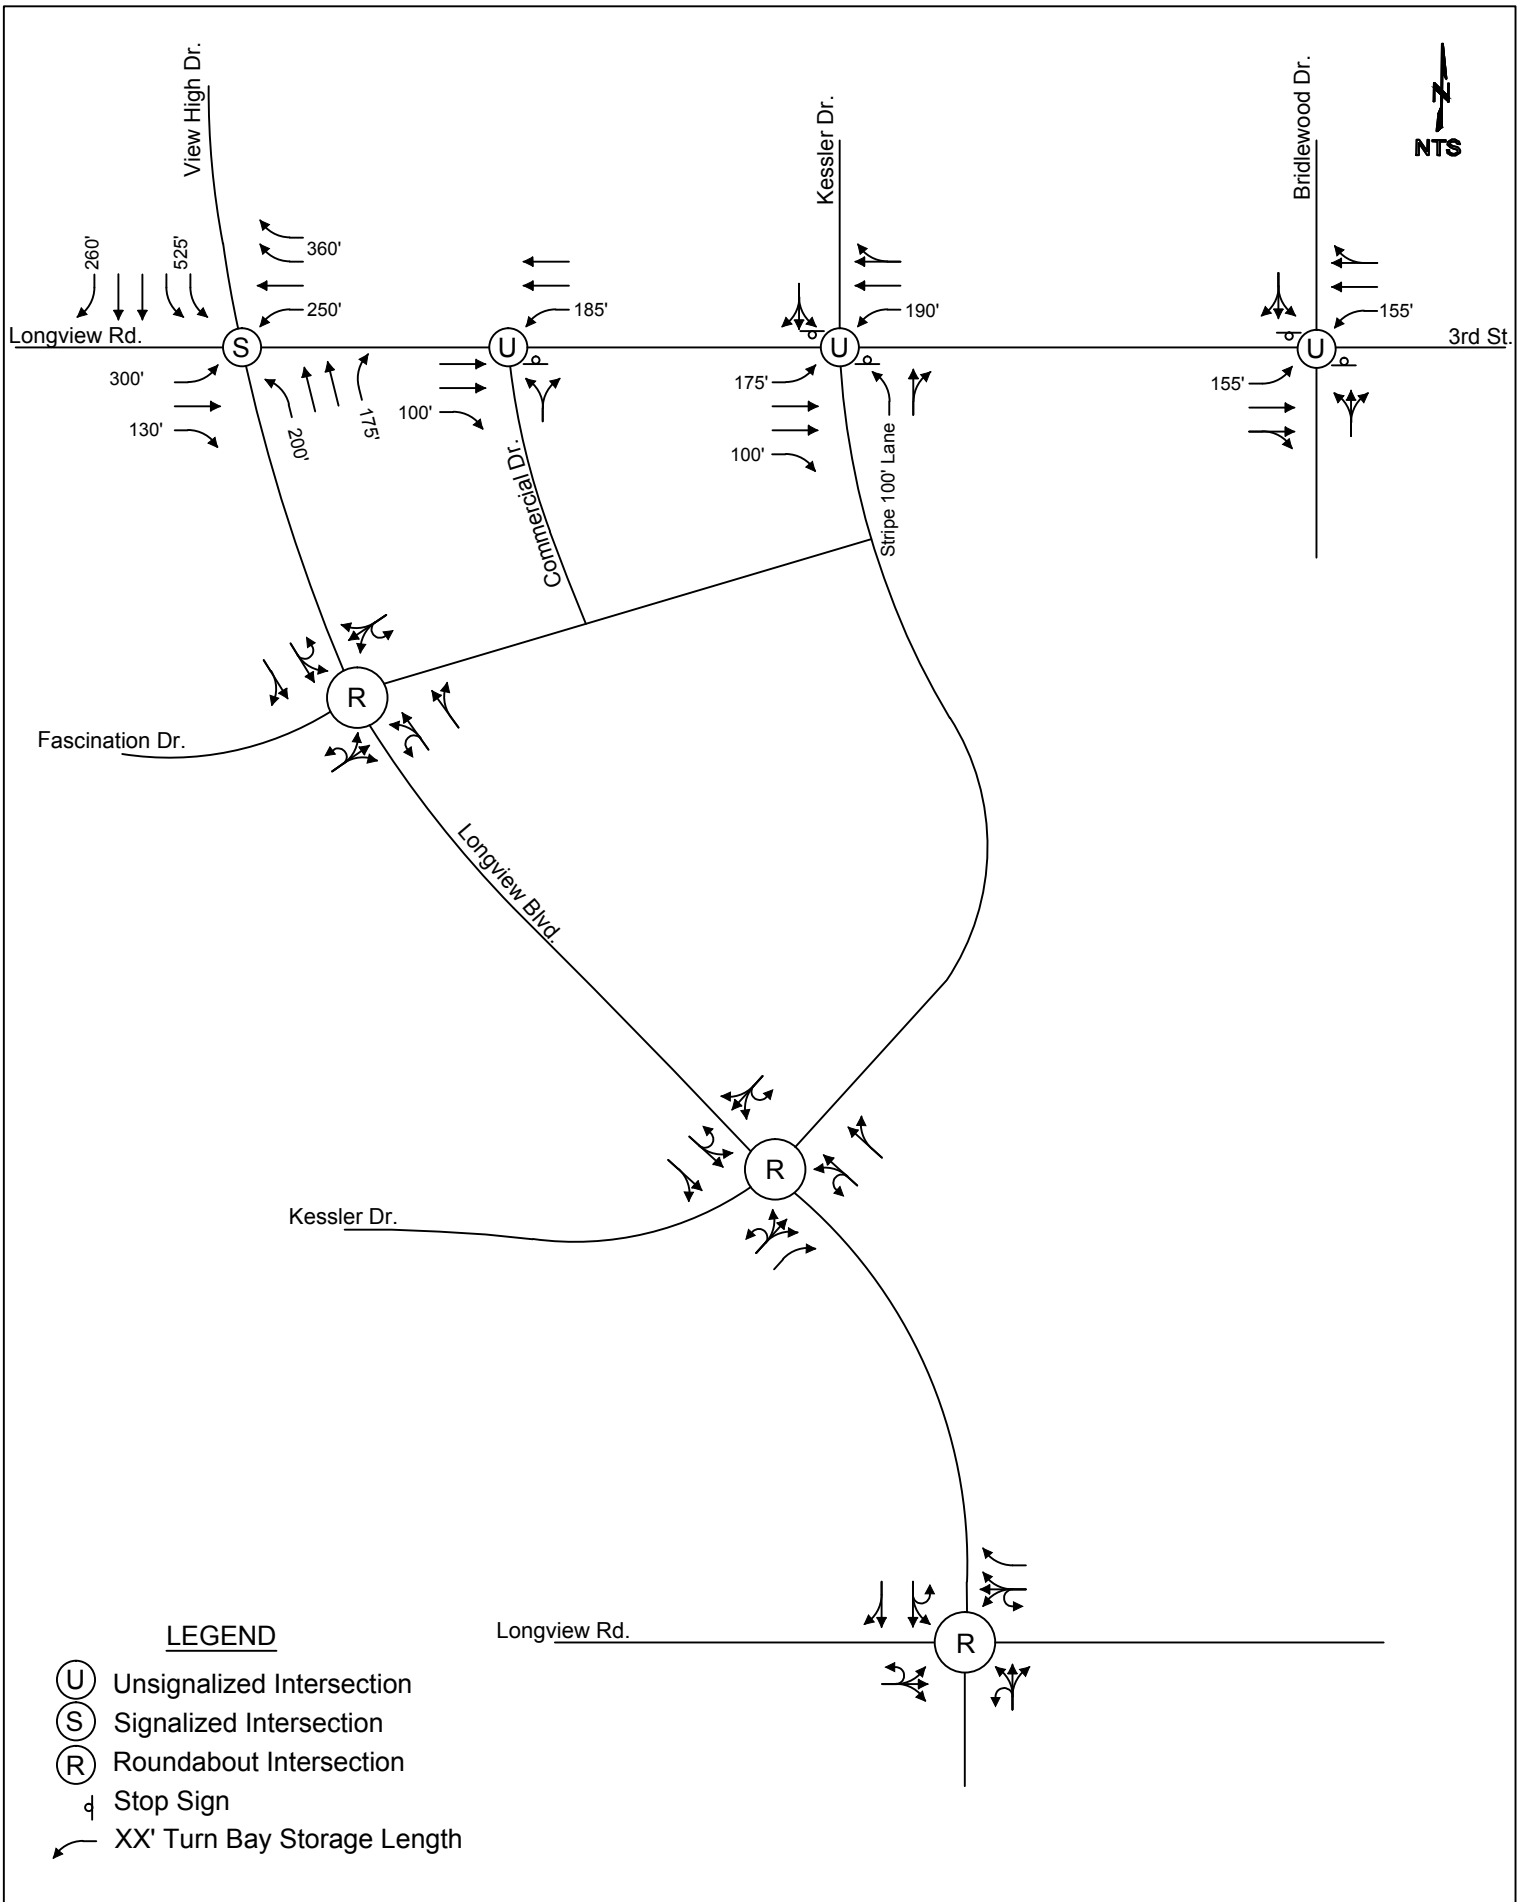 View High Dr.
Kessler Dr.
Bridlewood Dr.
N
NTS
260'
525'
360'
250'
185'
190'
155'
Longview Rd.
S
U
U
U
3rd St.
300'
130'
200'
175'
100'
175'
100'
Stripe 100' Lane
155'
Commercial Dr.
R
Fascination Dr.
Longview Blvd.
R
Kessler Dr.
Longview Rd.
R
LEGEND
U Unsignalized Intersection
S Signalized Intersection
R Roundabout Intersection
Stop Sign
XX' Turn Bay Storage Length